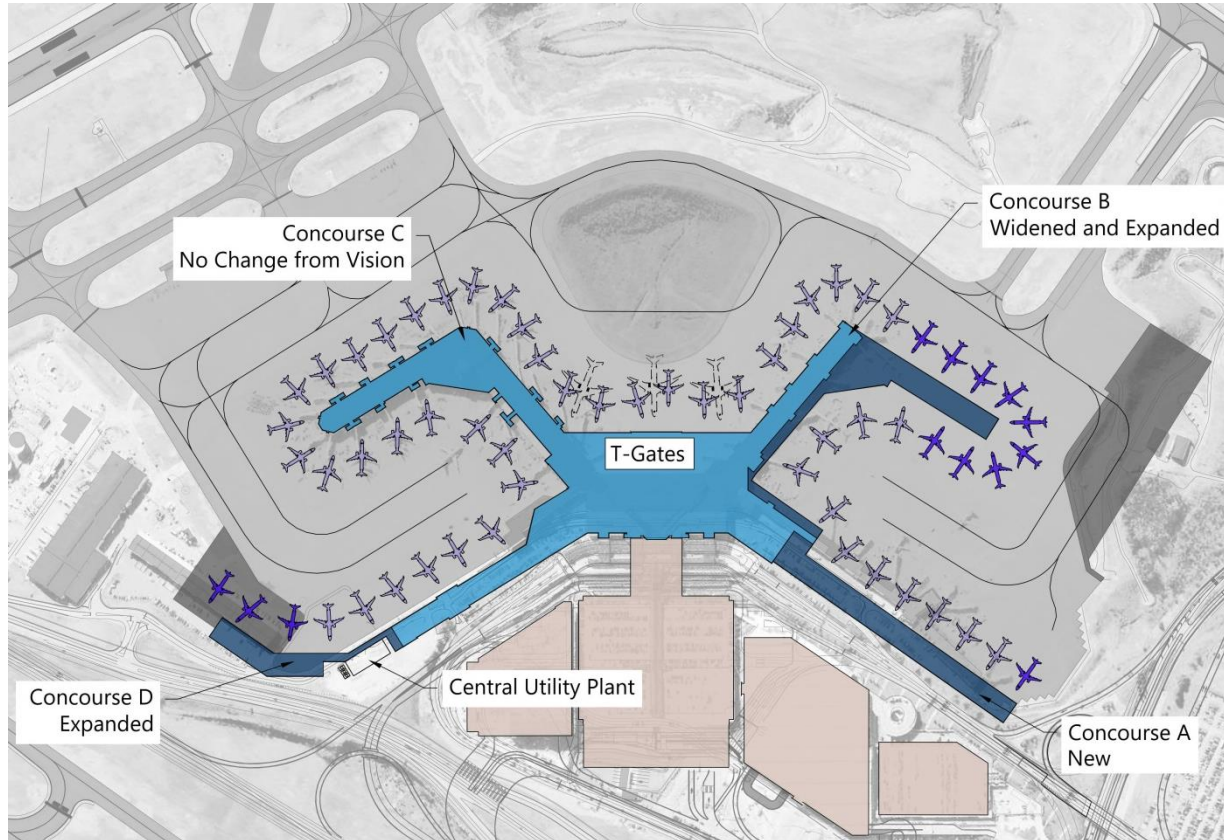 Concourse C
No Change from Vision
Concourse B
Widened and Expanded
T-Gates
Concourse D
Expanded
Central Utility Plant
Concourse A
New